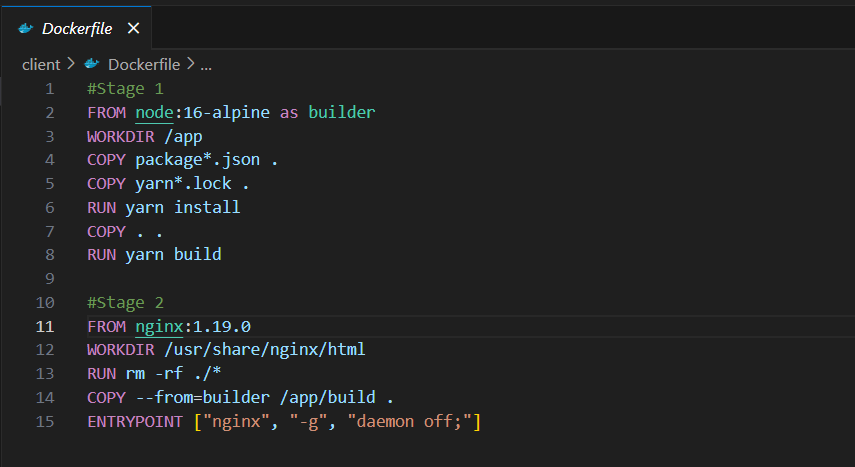 Dockerfile ×
client > Dockerfile > ...
1 #Stage 1
2 FROM node:16-alpine as builder
3 WORKDIR /app
4 COPY package*.json .
5 COPY yarn*.lock .
6 RUN yarn install
7 COPY . .
8 RUN yarn build
9
10 #Stage 2
11 FROM nginx:1.19.0
12 WORKDIR /usr/share/nginx/html
13 RUN rm -rf ./*
14 COPY --from=builder /app/build .
15 ENTRYPOINT ["nginx", "-g", "daemon off;"]